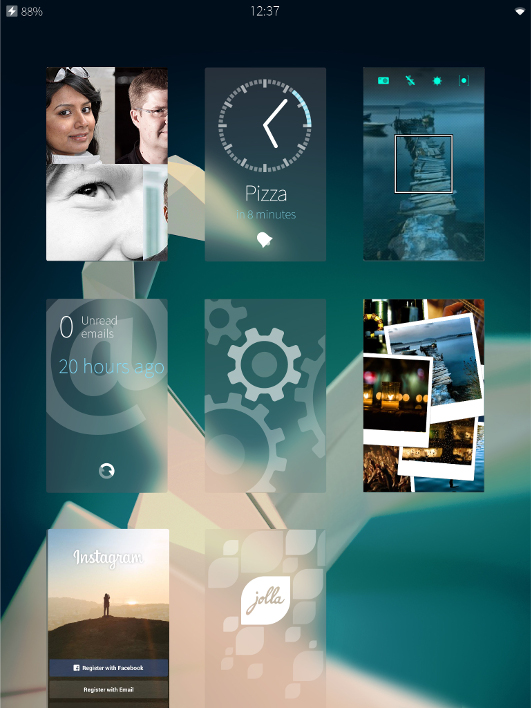 88%
12:37
Pizza
in 8 minutes
0 Unread
emails
20 hours ago
Instagram
Register with Facebook
Register with Email
jolla